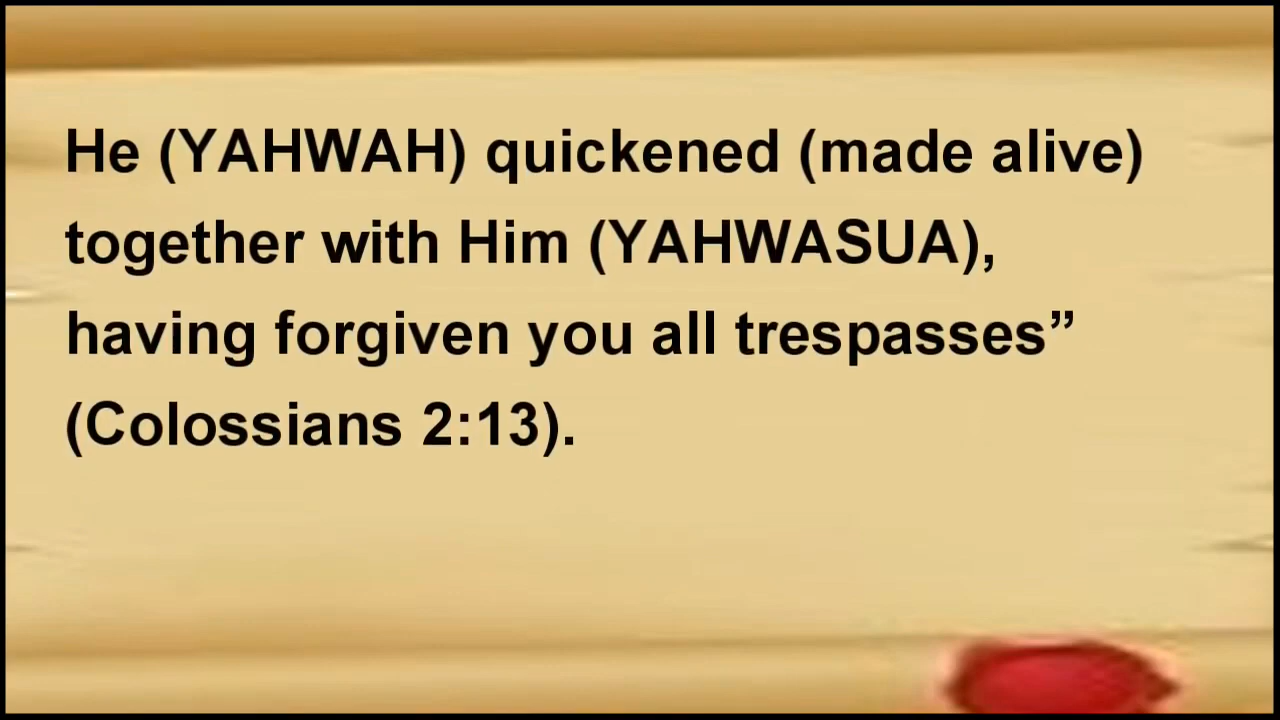 He (YAHWAH) quickened (made alive)
together with Him (YAHWASUA),
having forgiven you all trespasses”
(Colossians 2:13).